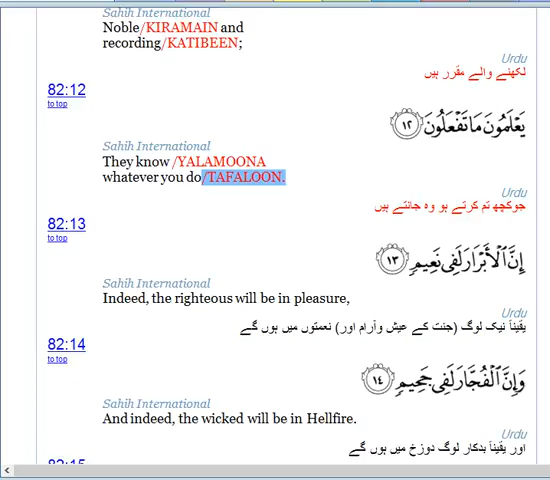 Sahih International
Noble/KIRAMAIN and
recording/KATIBEEN;
Urdu
لکھنے والے مقرر ہیں
82:12
to top
يَعْلَمُونَ مَا تَفْعَلُونَ ﴿١٢﴾
Sahih International
They know /YALAMOONA
whatever you do/TAFALOON.
Urdu
جوکچھ تم کرتے ہو وہ جانتے ہیں
82:13
to top
إِنَّ الْأَبْرَارَ لَفِي نَعِيمٍ ﴿١٣﴾
Sahih International
Indeed, the righteous will be in pleasure,
Urdu
یقیناً نیک لوگ (جنت کے عیش وآرام اور) نعمتوں میں ہوں گے
82:14
to top
وَإِنَّ الْفُجَّارَ لَفِي جَحِيمٍ ﴿١٤﴾
Sahih International
And indeed, the wicked will be in Hellfire.
Urdu
اور یقیناً بدکار لوگ دوزخ میں ہوں گے
82:15